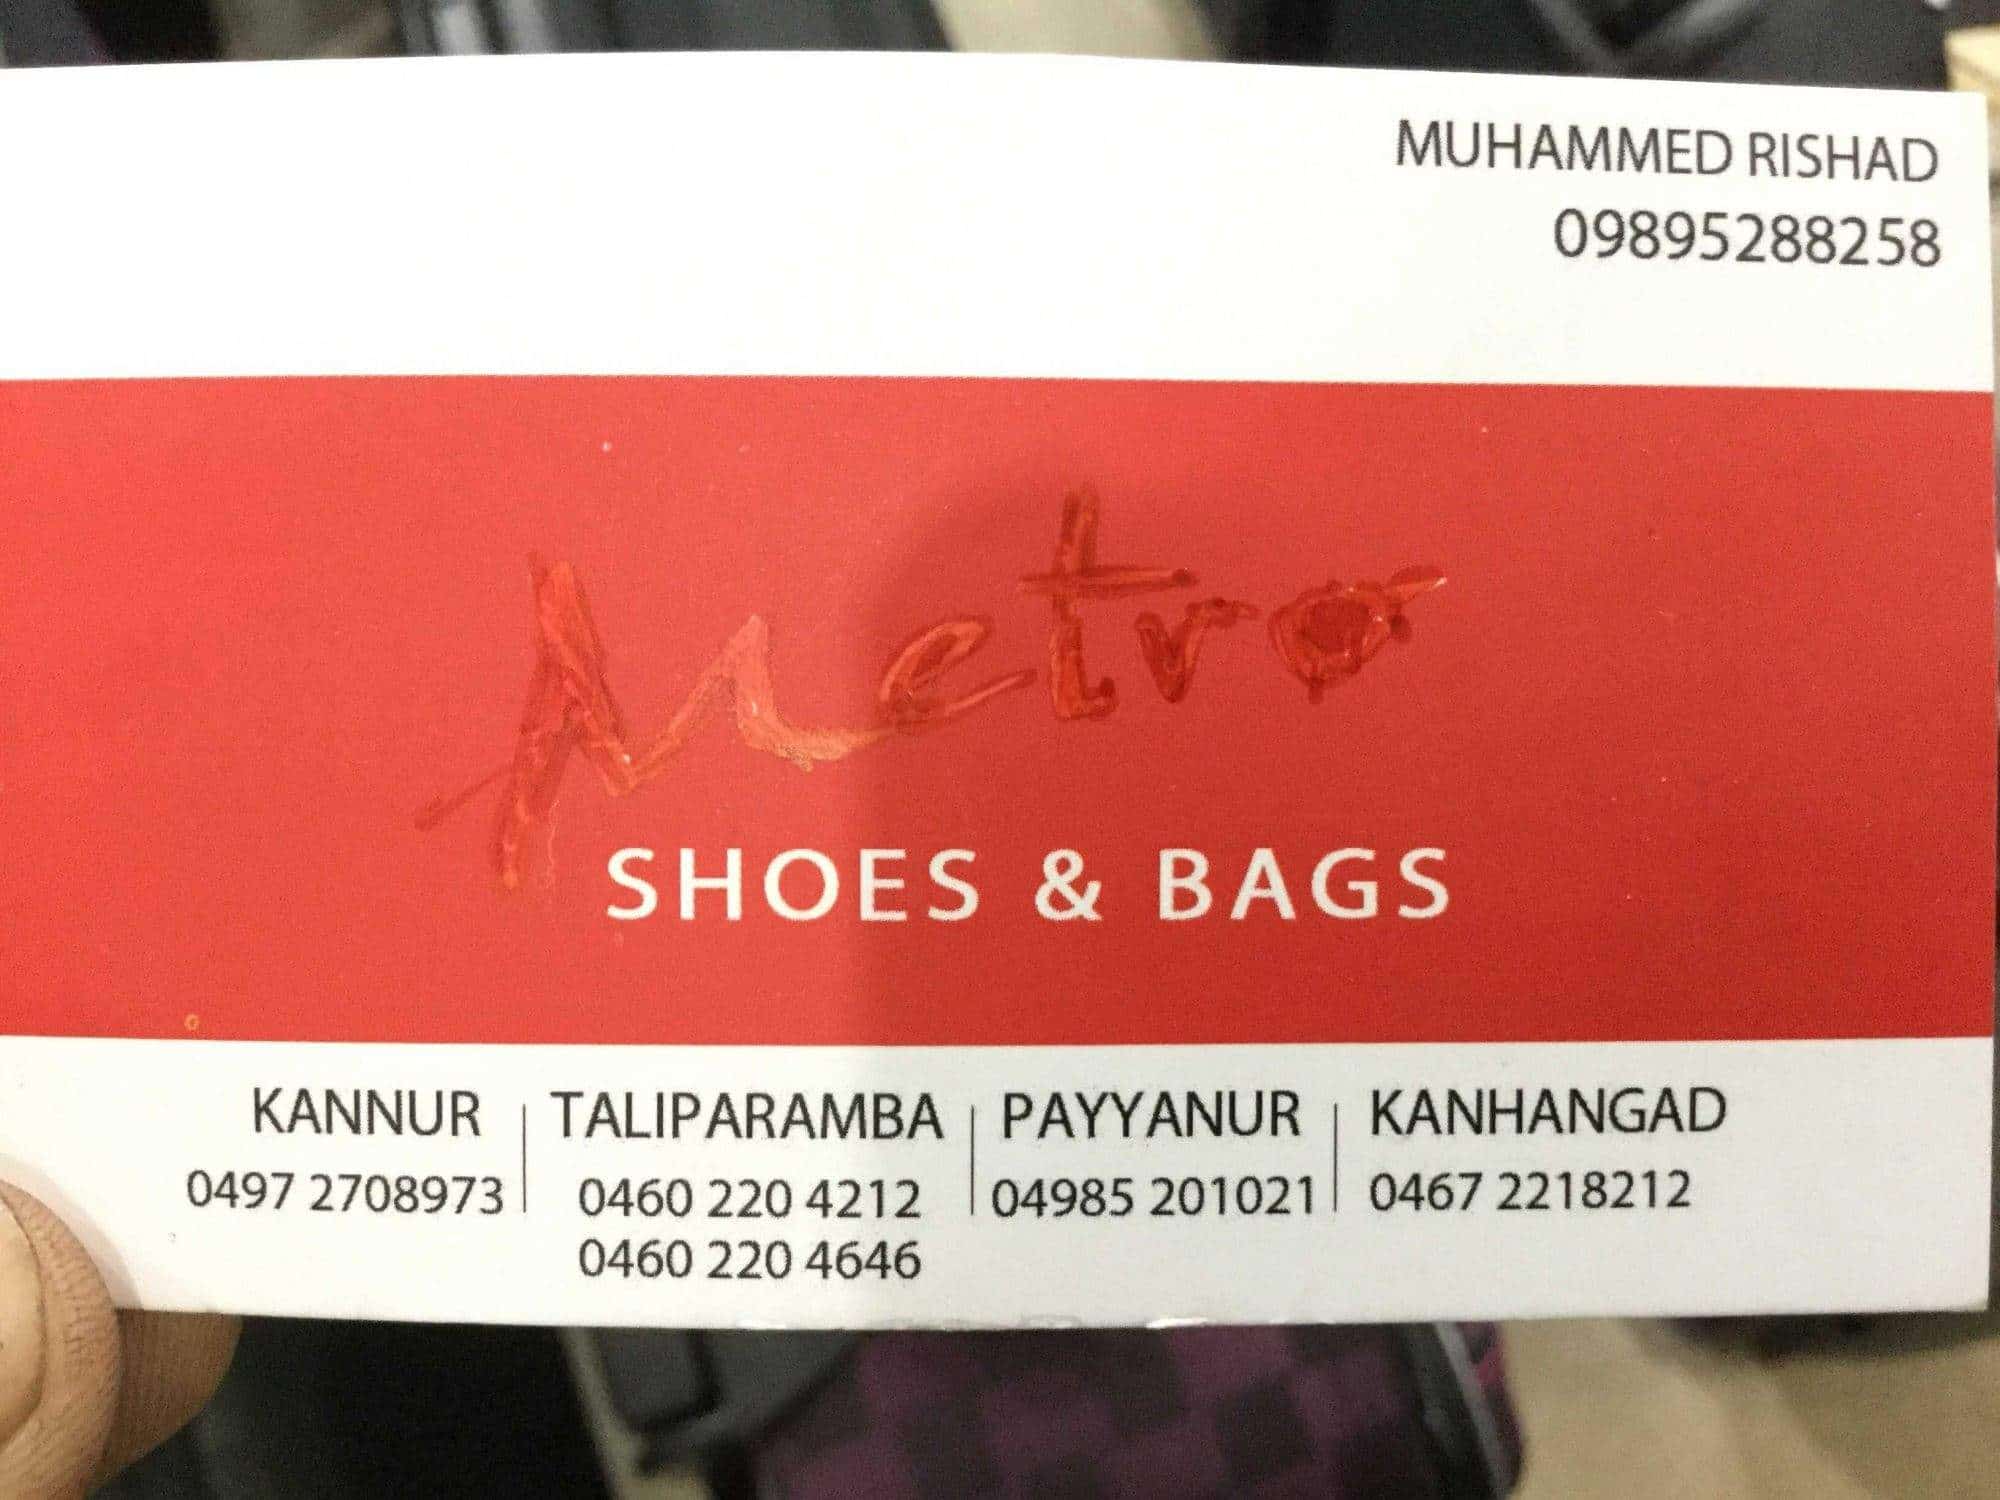 MUHAMMED RISHAD
09895288258
Metro
SHOES & BAGS
KANNUR | TALIPARAMBA | PAYYANUR | KANHANGAD
0497 2708973 | 0460 220 4212 | 04985 201021 | 0467 2218212
0460 220 4646